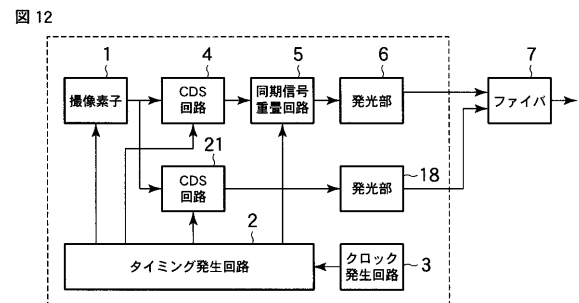 図12
1
撮像素子
4
CDS
回路
5
同期信号
重畳回路
6
発光部
7
ファイバ
21
CDS
回路
18
発光部
2
タイミング発生回路
クロック
発生回路
3